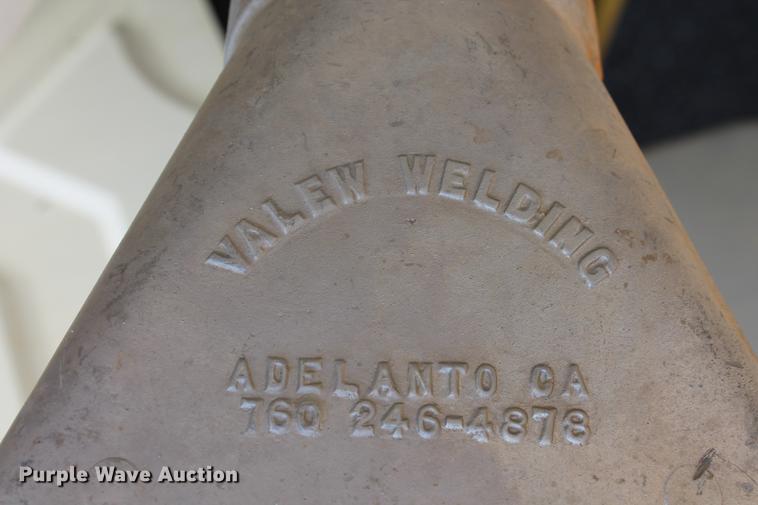 VALEW WELDING
ADELANTO CA
760 246-4878
Purple Wave Auction